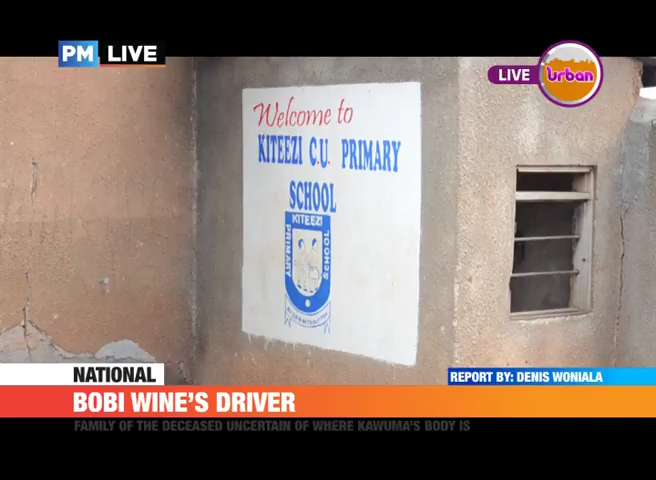 PM LIVE
LIVE Urban
Welcome to
KITEEZI C.U. PRIMARY
SCHOOL
KITEEZI
PRIMARY
SCHOOL
NATIONAL
REPORT BY: DENIS WONIALA
BOBI WINE'S DRIVER
FAMILY OF THE DECEASED UNCERTAIN OF WHERE KAWUMA'S BODY IS